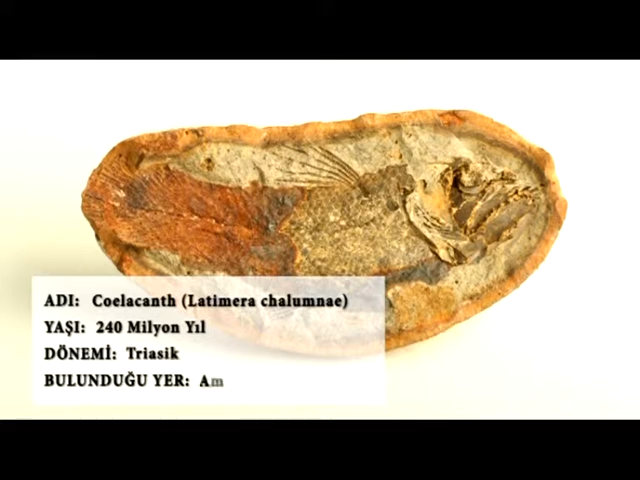 ADI: Coelacanth (Latimera chalumnae)
YAŞI: 240 Milyon Yıl
DÖNEMİ: Triasik
BULUNDUĞU YER: Am